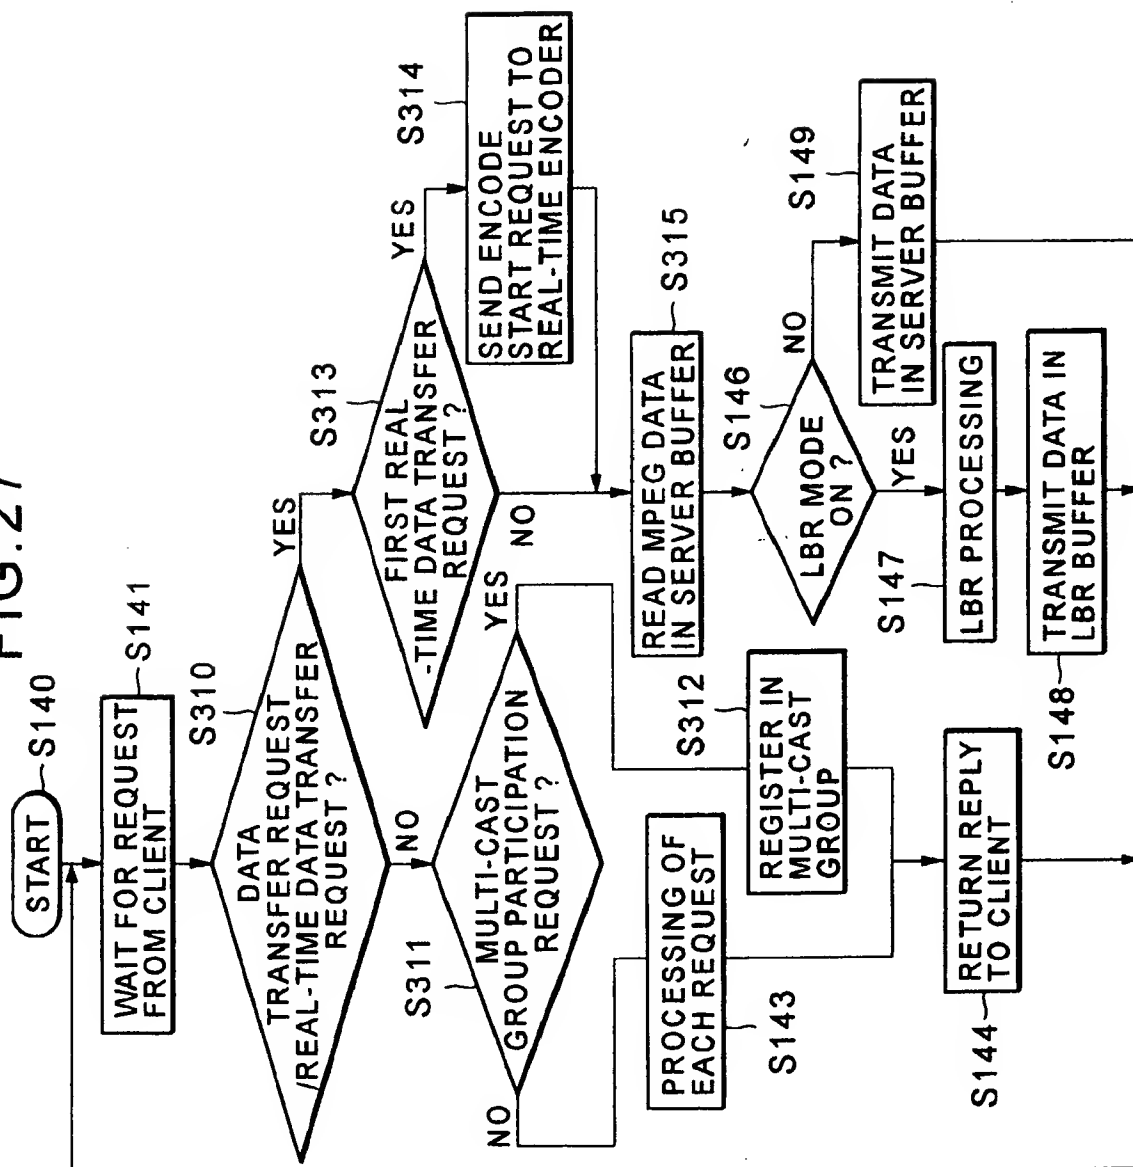 FIG.27
START
S140
WAIT FOR REQUEST
FROM CLIENT
S141
DATA
TRANSFER REQUEST
/REAL-TIME DATA TRANSFER
REQUEST ?
S310
YES
NO
MULTI-CAST
GROUP PARTICIPATION
REQUEST ?
S311
YES
NO
FIRST REAL
-TIME DATA TRANSFER
REQUEST ?
S313
YES
NO
SEND ENCODE
START REQUEST TO
REAL-TIME ENCODER
S314
PROCESSING OF
EACH REQUEST
S143
REGISTER IN
MULTI-CAST
GROUP
S312
READ MPEG DATA
IN SERVER BUFFER
S315
LBR MODE
ON ?
S146
NO
YES
TRANSMIT DATA
IN SERVER BUFFER
S149
LBR PROCESSING
S147
TRANSMIT DATA IN
LBR BUFFER
S148
RETURN REPLY
TO CLIENT
S144